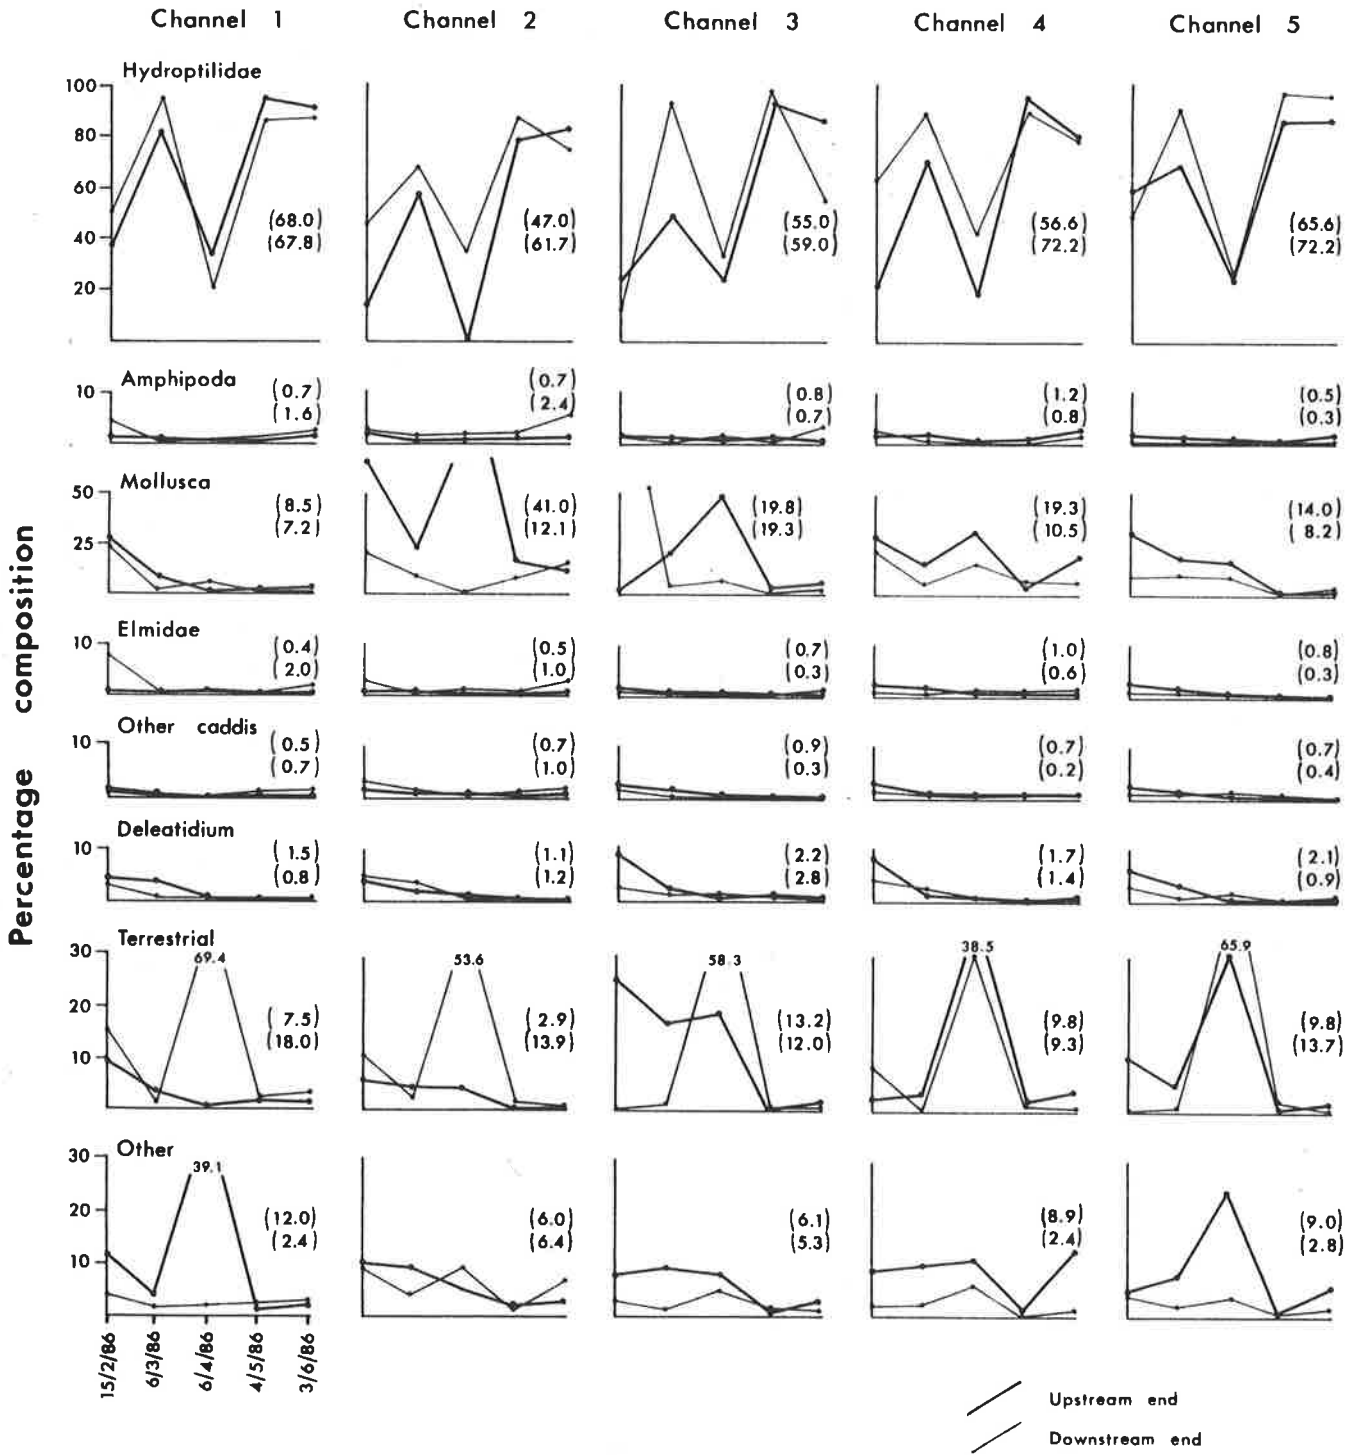 Channel 1 Channel 2 Channel 3 Channel 4 Channel 5
Percentage composition
Hydroptilidae
100
80
60
40
20
(68.0) (47.0) (55.0) (56.6) (65.6)
(67.8) (61.7) (59.0) (72.2) (72.2)
Amphipoda
10
(0.7) (0.7) (0.8) (1.2) (0.5)
(1.6) (2.4) (0.7) (0.8) (0.3)
Mollusca
50
25
(8.5) (41.0) (19.8) (19.3) (14.0)
(7.2) (12.1) (19.3) (10.5) (8.2)
Elmidae
10
(0.4) (0.5) (0.7) (1.0) (0.8)
(2.0) (1.0) (0.3) (0.6) (0.3)
Other caddis
10
(0.5) (0.7) (0.9) (0.7) (0.7)
(0.7) (1.0) (0.3) (0.2) (0.4)
Deleatidium
10
(1.5) (1.1) (2.2) (1.7) (2.1)
(0.8) (1.2) (2.8) (1.4) (0.9)
Terrestrial
30
20
10
69.4 53.6 58.3 38.5 65.9
(7.5) (2.9) (13.2) (9.8) (9.8)
(18.0) (13.9) (12.0) (9.3) (13.7)
Other
30
20
10
39.1
(12.0) (6.0) (6.1) (8.9) (9.0)
(2.4) (6.4) (5.3) (2.4) (2.8)
15/2/86
6/3/86
6/4/86
4/5/86
3/6/86
Upstream end
Downstream end